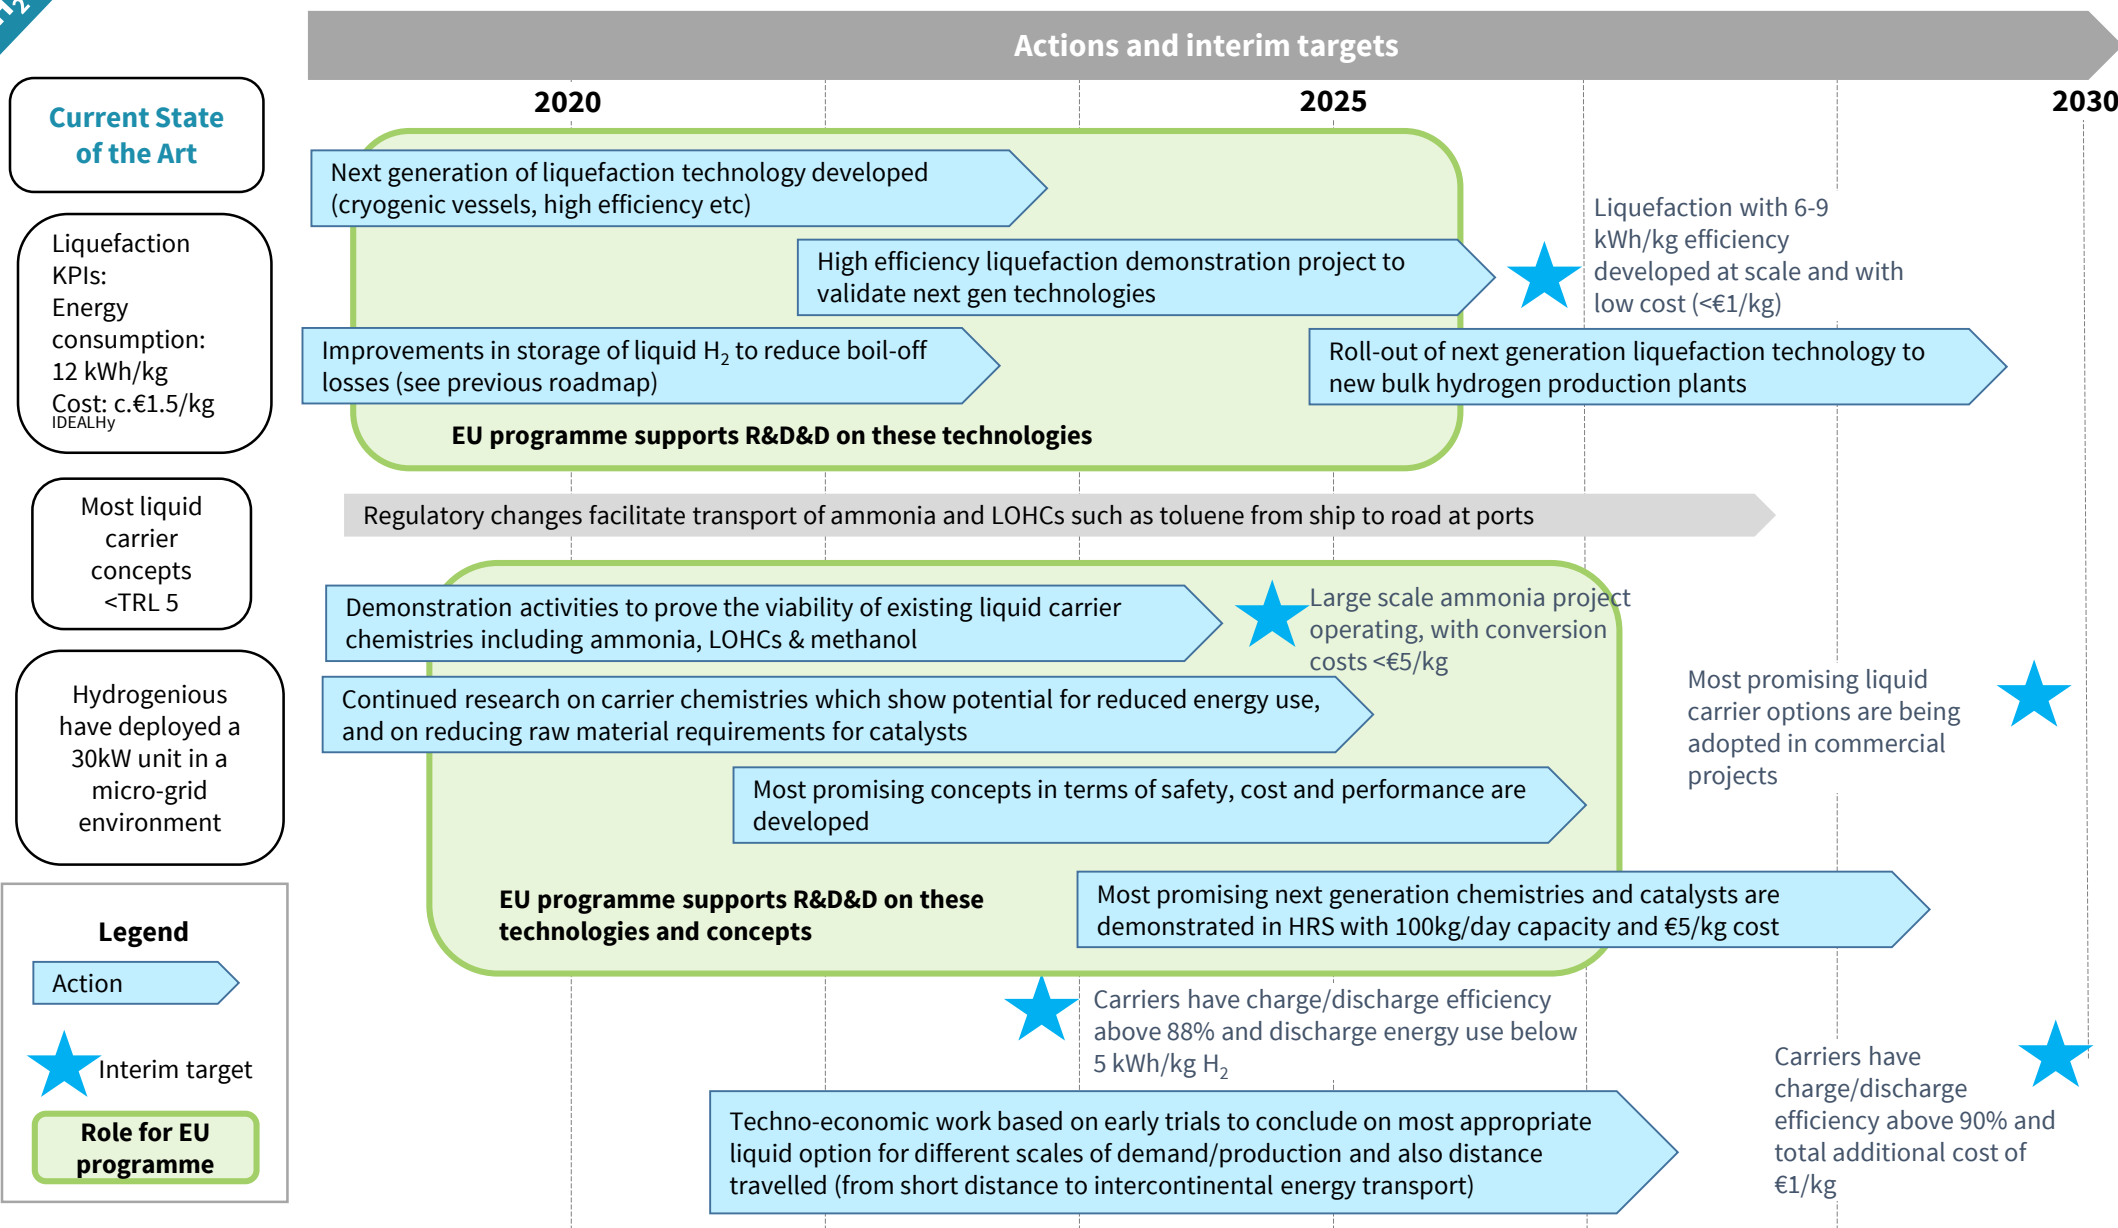 H2
Actions and interim targets
2020
2025
2030
Current State
of the Art
Liquefaction
KPIs:
Energy
consumption:
12 kWh/kg
Cost: c.€1.5/kg
IDEALHy
Most liquid
carrier
concepts
<TRL 5
Hydrogenious
have deployed a
30kW unit in a
micro-grid
environment
Next generation of liquefaction technology developed
(cryogenic vessels, high efficiency etc)
High efficiency liquefaction demonstration project to
validate next gen technologies
Liquefaction with 6-9
kWh/kg efficiency
developed at scale and with
low cost (<€1/kg)
Improvements in storage of liquid H2 to reduce boil-off
losses (see previous roadmap)
Roll-out of next generation liquefaction technology to
new bulk hydrogen production plants
EU programme supports R&D&D on these technologies
Regulatory changes facilitate transport of ammonia and LOHCs such as toluene from ship to road at ports
Demonstration activities to prove the viability of existing liquid carrier
chemistries including ammonia, LOHCs & methanol
Large scale ammonia project
operating, with conversion
costs <€5/kg
Continued research on carrier chemistries which show potential for reduced energy use,
and on reducing raw material requirements for catalysts
Most promising liquid
carrier options are being
adopted in commercial
projects
Most promising concepts in terms of safety, cost and performance are
developed
Most promising next generation chemistries and catalysts are
demonstrated in HRS with 100kg/day capacity and €5/kg cost
EU programme supports R&D&D on these
technologies and concepts
Carriers have charge/discharge efficiency
above 88% and discharge energy use below
5 kWh/kg H2
Carriers have
charge/discharge
efficiency above 90% and
total additional cost of
€1/kg
Techno-economic work based on early trials to conclude on most appropriate
liquid option for different scales of demand/production and also distance
travelled (from short distance to intercontinental energy transport)
Legend
Action
Interim target
Role for EU
programme